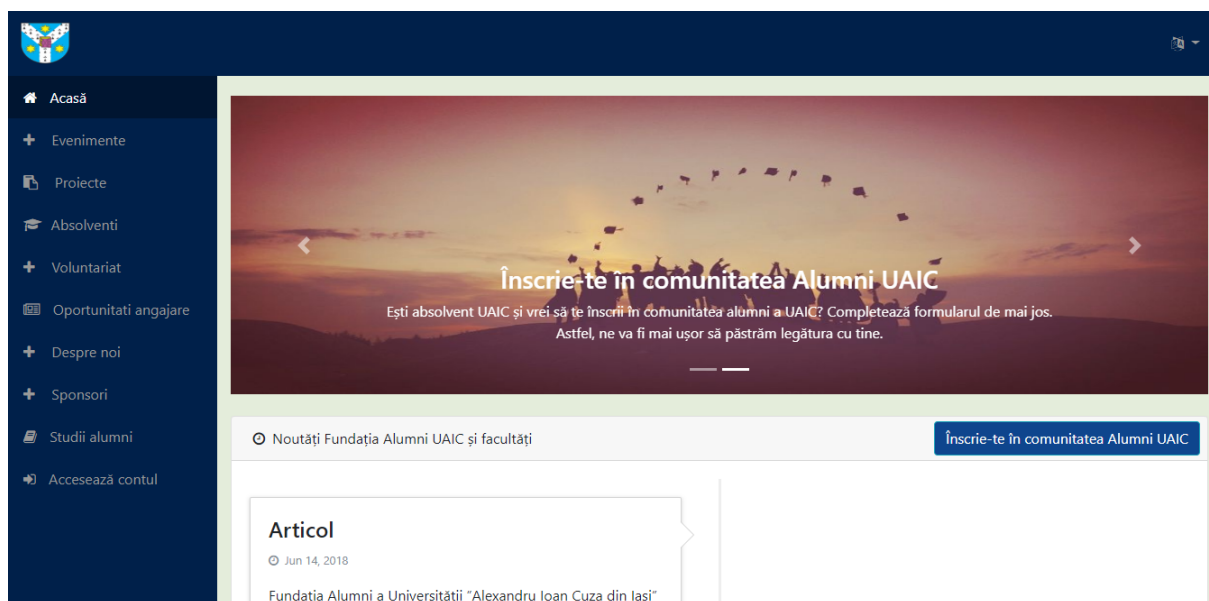 Acasă
Evenimente
Proiecte
Absolventi
Voluntariat
Oportunitati angajare
Despre noi
Sponsori
Studii alumni
Accesează contul
Înscrie-te în comunitatea Alumni UAIC
Ești absolvent UAIC și vrei să te înscrii în comunitatea alumni a UAIC? Completează formularul de mai jos.
Astfel, ne va fi mai ușor să păstrăm legătura cu tine.
Noutăți Fundația Alumni UAIC și facultăți
Înscrie-te în comunitatea Alumni UAIC
Articol
Jun 14, 2018
Fundația Alumni a Universității "Alexandru Ioan Cuza din Iași"